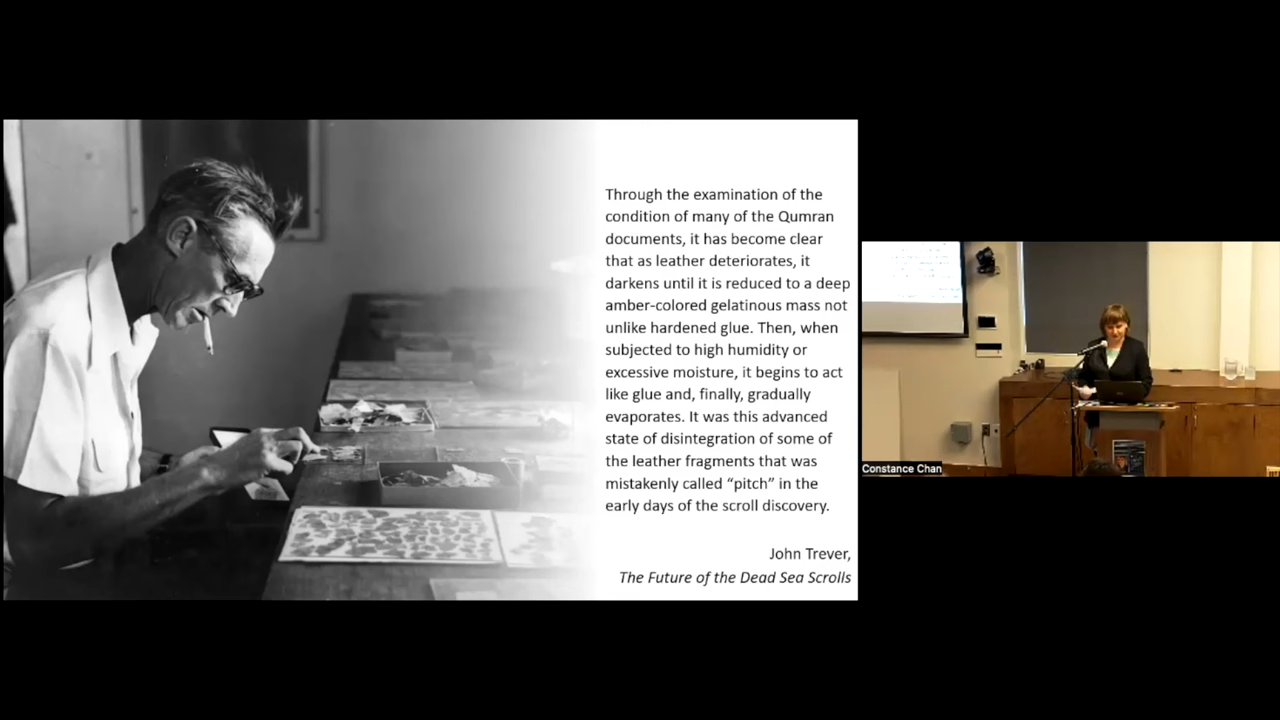 Through the examination of the
condition of many of the Qumran
documents, it has become clear
that as leather deteriorates, it
darkens until it is reduced to a deep
amber-colored gelatinous mass not
unlike hardened glue. Then, when
subjected to high humidity or
excessive moisture, it begins to act
like glue and, finally, gradually
evaporates. It was this advanced
state of disintegration of some of
the leather fragments that was
mistakenly called “pitch” in the
early days of the scroll discovery.
John Trever,
The Future of the Dead Sea Scrolls
Constance Chan